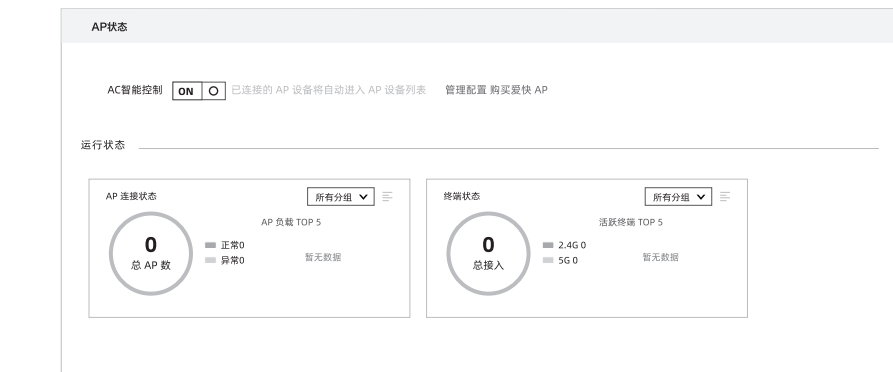 AP状态
AC智能控制 ON 已连接的 AP 设备将自动进入 AP 设备列表 管理配置 购买爱快 AP
运行状态
AP 连接状态 所有分组
AP 负载 TOP 5
0
总 AP 数
正常0
异常0
暂无数据
终端状态 所有分组
活跃终端 TOP 5
0
总接入
2.4G 0
5G 0
暂无数据